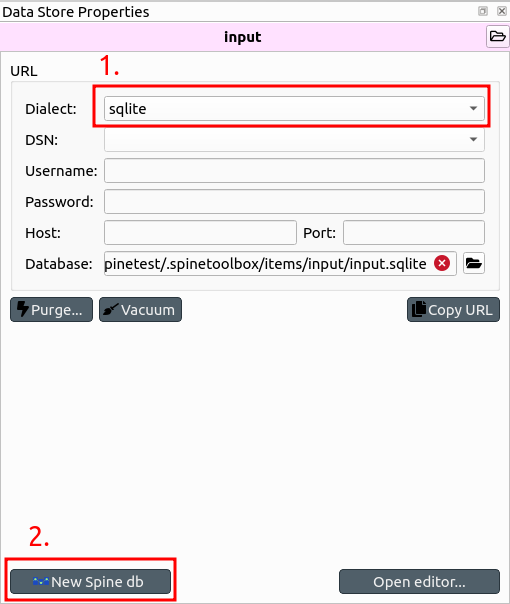 Data Store Properties
input
1.
URL
Dialect: sqlite
DSN:
Username:
Password:
Host: Port:
Database: pinetest/.spinetoolbox/items/input/input.sqlite
Purge... Vacuum Copy URL
2.
New Spine db Open editor...